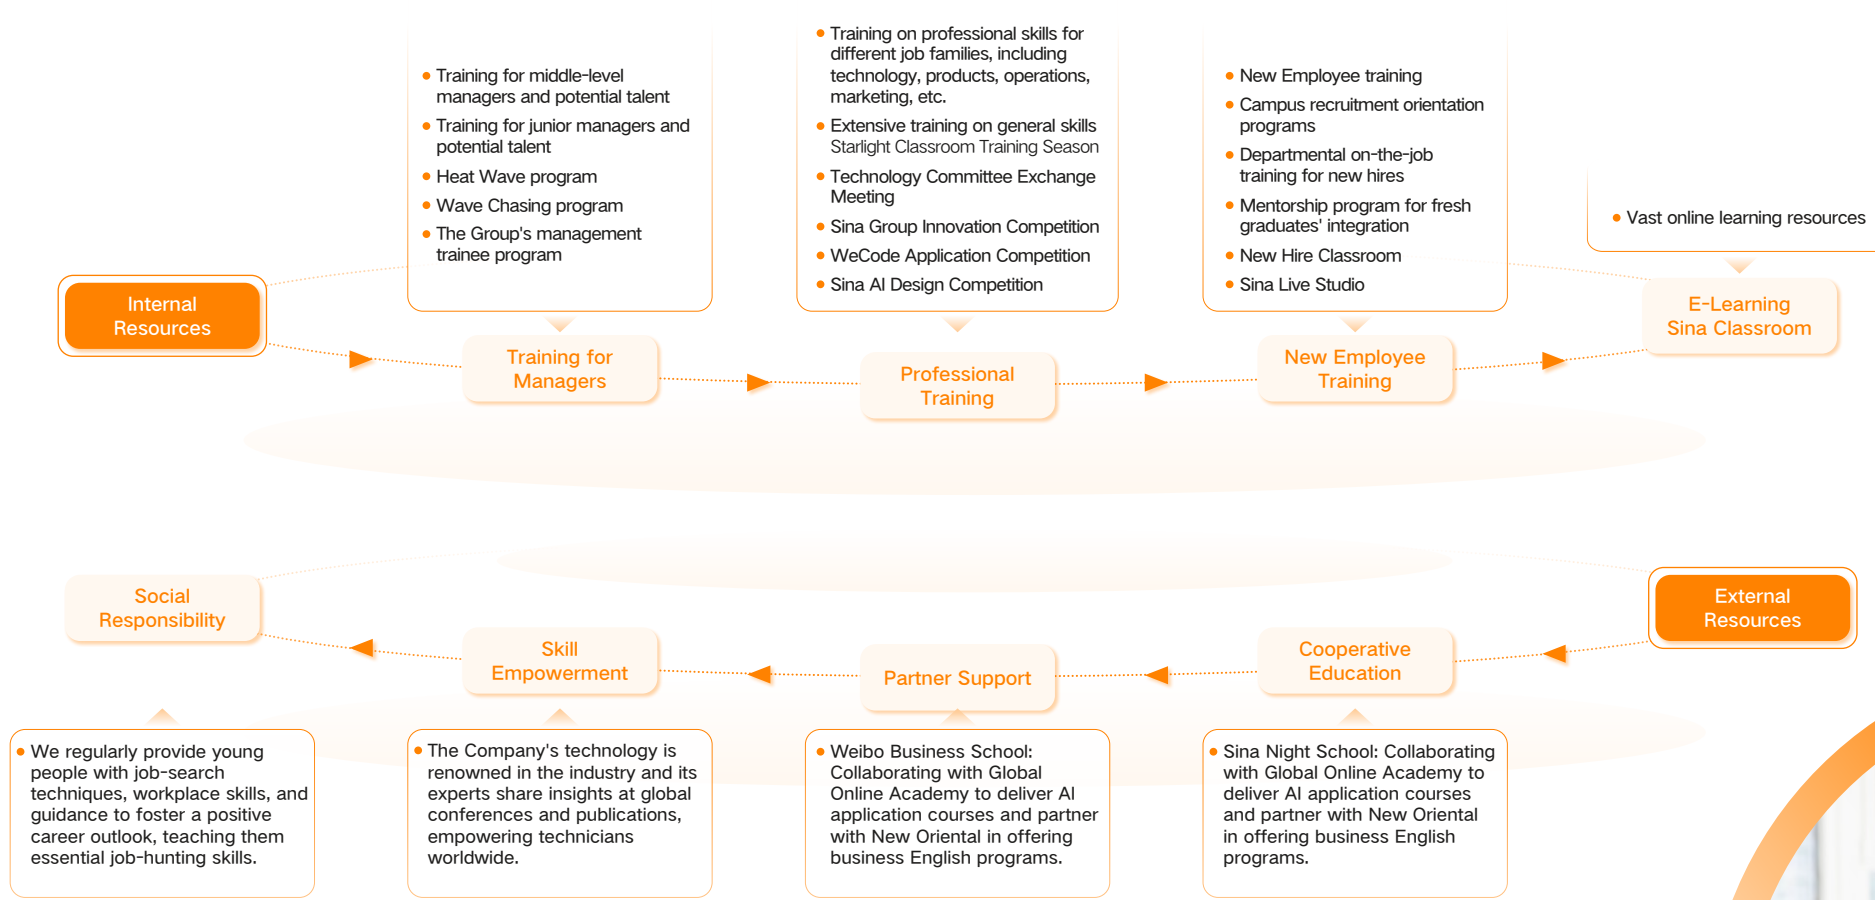 Training for middle-level
managers and potential talent
Training for junior managers and
potential talent
Heat Wave program
Wave Chasing program
The Group's management
trainee program
Training on professional skills for
different job families, including
technology, products, operations,
marketing, etc.
Extensive training on general skills
Starlight Classroom Training Season
Technology Committee Exchange
Meeting
Sina Group Innovation Competition
WeCode Application Competition
Sina AI Design Competition
New Employee training
Campus recruitment orientation
programs
Departmental on-the-job
training for new hires
Mentorship program for fresh
graduates' integration
New Hire Classroom
Sina Live Studio
Vast online learning resources
Internal
Resources
Training for
Managers
Professional
Training
New Employee
Training
E-Learning
Sina Classroom
Social
Responsibility
Skill
Empowerment
Partner Support
Cooperative
Education
External
Resources
We regularly provide young
people with job-search
techniques, workplace skills, and
guidance to foster a positive
career outlook, teaching them
essential job-hunting skills.
The Company's technology is
renowned in the industry and its
experts share insights at global
conferences and publications,
empowering technicians
worldwide.
Weibo Business School:
Collaborating with Global
Online Academy to deliver AI
application courses and partner
with New Oriental in offering
business English programs.
Sina Night School: Collaborating
with Global Online Academy to
deliver AI application courses
and partner with New Oriental
in offering business English
programs.